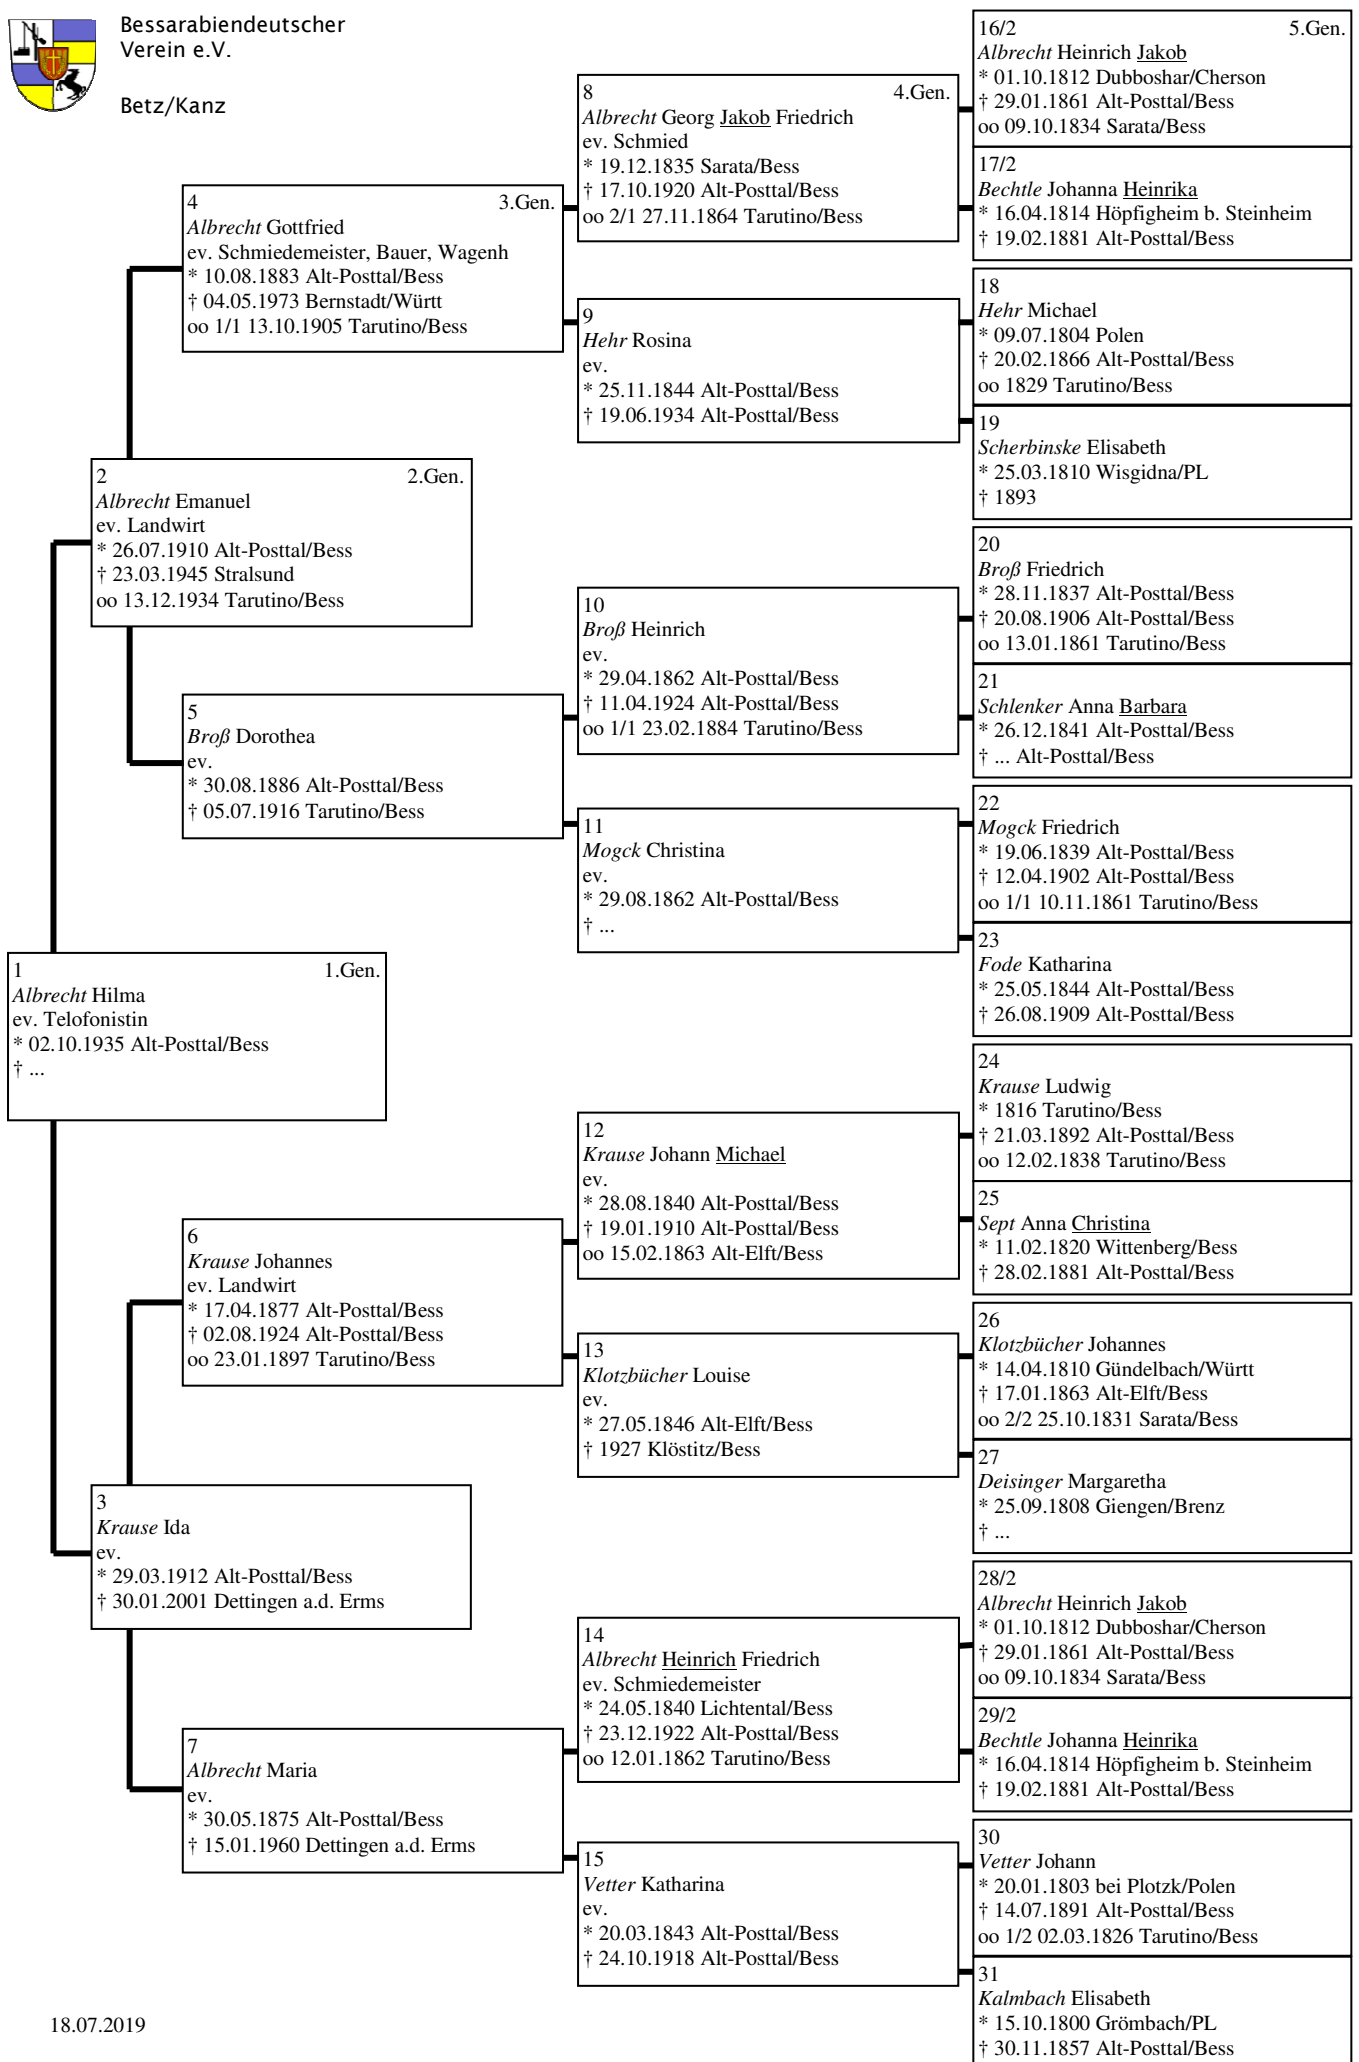 Bessarabiendeutscher
Verein e.V.
Betz/Kanz
1 1.Gen.
Albrecht Hilma
ev. Telofonistin
* 02.10.1935 Alt-Posttal/Bess
† ...
2 2.Gen.
Albrecht Emanuel
ev. Landwirt
* 26.07.1910 Alt-Posttal/Bess
† 23.03.1945 Stralsund
oo 13.12.1934 Tarutino/Bess
3
Krause Ida
ev.
* 29.03.1912 Alt-Posttal/Bess
† 30.01.2001 Dettingen a.d. Erms
4 3.Gen.
Albrecht Gottfried
ev. Schmiedemeister, Bauer, Wagenh
* 10.08.1883 Alt-Posttal/Bess
† 04.05.1973 Bernstadt/Württ
oo 1/1 13.10.1905 Tarutino/Bess
5
Broß Dorothea
ev.
* 30.08.1886 Alt-Posttal/Bess
† 05.07.1916 Tarutino/Bess
6
Krause Johannes
ev. Landwirt
* 17.04.1877 Alt-Posttal/Bess
† 02.08.1924 Alt-Posttal/Bess
oo 23.01.1897 Tarutino/Bess
7
Albrecht Maria
ev.
* 30.05.1875 Alt-Posttal/Bess
† 15.01.1960 Dettingen a.d. Erms
8 4.Gen.
Albrecht Georg Jakob Friedrich
ev. Schmied
* 19.12.1835 Sarata/Bess
† 17.10.1920 Alt-Posttal/Bess
oo 2/1 27.11.1864 Tarutino/Bess
9
Hehr Rosina
ev.
* 25.11.1844 Alt-Posttal/Bess
† 19.06.1934 Alt-Posttal/Bess
10
Broß Heinrich
ev.
* 29.04.1862 Alt-Posttal/Bess
† 11.04.1924 Alt-Posttal/Bess
oo 1/1 23.02.1884 Tarutino/Bess
11
Mogck Christina
ev.
* 29.08.1862 Alt-Posttal/Bess
† ...
12
Krause Johann Michael
ev.
* 28.08.1840 Alt-Posttal/Bess
† 19.01.1910 Alt-Posttal/Bess
oo 15.02.1863 Alt-Elft/Bess
13
Klotzbücher Louise
ev.
* 27.05.1846 Alt-Elft/Bess
† 1927 Klöstitz/Bess
14
Albrecht Heinrich Friedrich
ev. Schmiedemeister
* 24.05.1840 Lichtental/Bess
† 23.12.1922 Alt-Posttal/Bess
oo 12.01.1862 Tarutino/Bess
15
Vetter Katharina
ev.
* 20.03.1843 Alt-Posttal/Bess
† 24.10.1918 Alt-Posttal/Bess
16/2 5.Gen.
Albrecht Heinrich Jakob
* 01.10.1812 Dubboshar/Cherson
† 29.01.1861 Alt-Posttal/Bess
oo 09.10.1834 Sarata/Bess
17/2
Bechtle Johanna Heinrika
* 16.04.1814 Höpfigheim b. Steinheim
† 19.02.1881 Alt-Posttal/Bess
18
Hehr Michael
* 09.07.1804 Polen
† 20.02.1866 Alt-Posttal/Bess
oo 1829 Tarutino/Bess
19
Scherbinske Elisabeth
* 25.03.1810 Wisgidna/PL
† 1893
20
Broß Friedrich
* 28.11.1837 Alt-Posttal/Bess
† 20.08.1906 Alt-Posttal/Bess
oo 13.01.1861 Tarutino/Bess
21
Schlenker Anna Barbara
* 26.12.1841 Alt-Posttal/Bess
† ... Alt-Posttal/Bess
22
Mogck Friedrich
* 19.06.1839 Alt-Posttal/Bess
† 12.04.1902 Alt-Posttal/Bess
oo 1/1 10.11.1861 Tarutino/Bess
23
Fode Katharina
* 25.05.1844 Alt-Posttal/Bess
† 26.08.1909 Alt-Posttal/Bess
24
Krause Ludwig
* 1816 Tarutino/Bess
† 21.03.1892 Alt-Posttal/Bess
oo 12.02.1838 Tarutino/Bess
25
Sept Anna Christina
* 11.02.1820 Wittenberg/Bess
† 28.02.1881 Alt-Posttal/Bess
26
Klotzbücher Johannes
* 14.04.1810 Gündelbach/Württ
† 17.01.1863 Alt-Elft/Bess
oo 2/2 25.10.1831 Sarata/Bess
27
Deisinger Margaretha
* 25.09.1808 Giengen/Brenz
† ...
28/2
Albrecht Heinrich Jakob
* 01.10.1812 Dubboshar/Cherson
† 29.01.1861 Alt-Posttal/Bess
oo 09.10.1834 Sarata/Bess
29/2
Bechtle Johanna Heinrika
* 16.04.1814 Höpfigheim b. Steinheim
† 19.02.1881 Alt-Posttal/Bess
30
Vetter Johann
* 20.01.1803 bei Plotzk/Polen
† 14.07.1891 Alt-Posttal/Bess
oo 1/2 02.03.1826 Tarutino/Bess
31
Kalmbach Elisabeth
* 15.10.1800 Grömbach/PL
† 30.11.1857 Alt-Posttal/Bess
18.07.2019